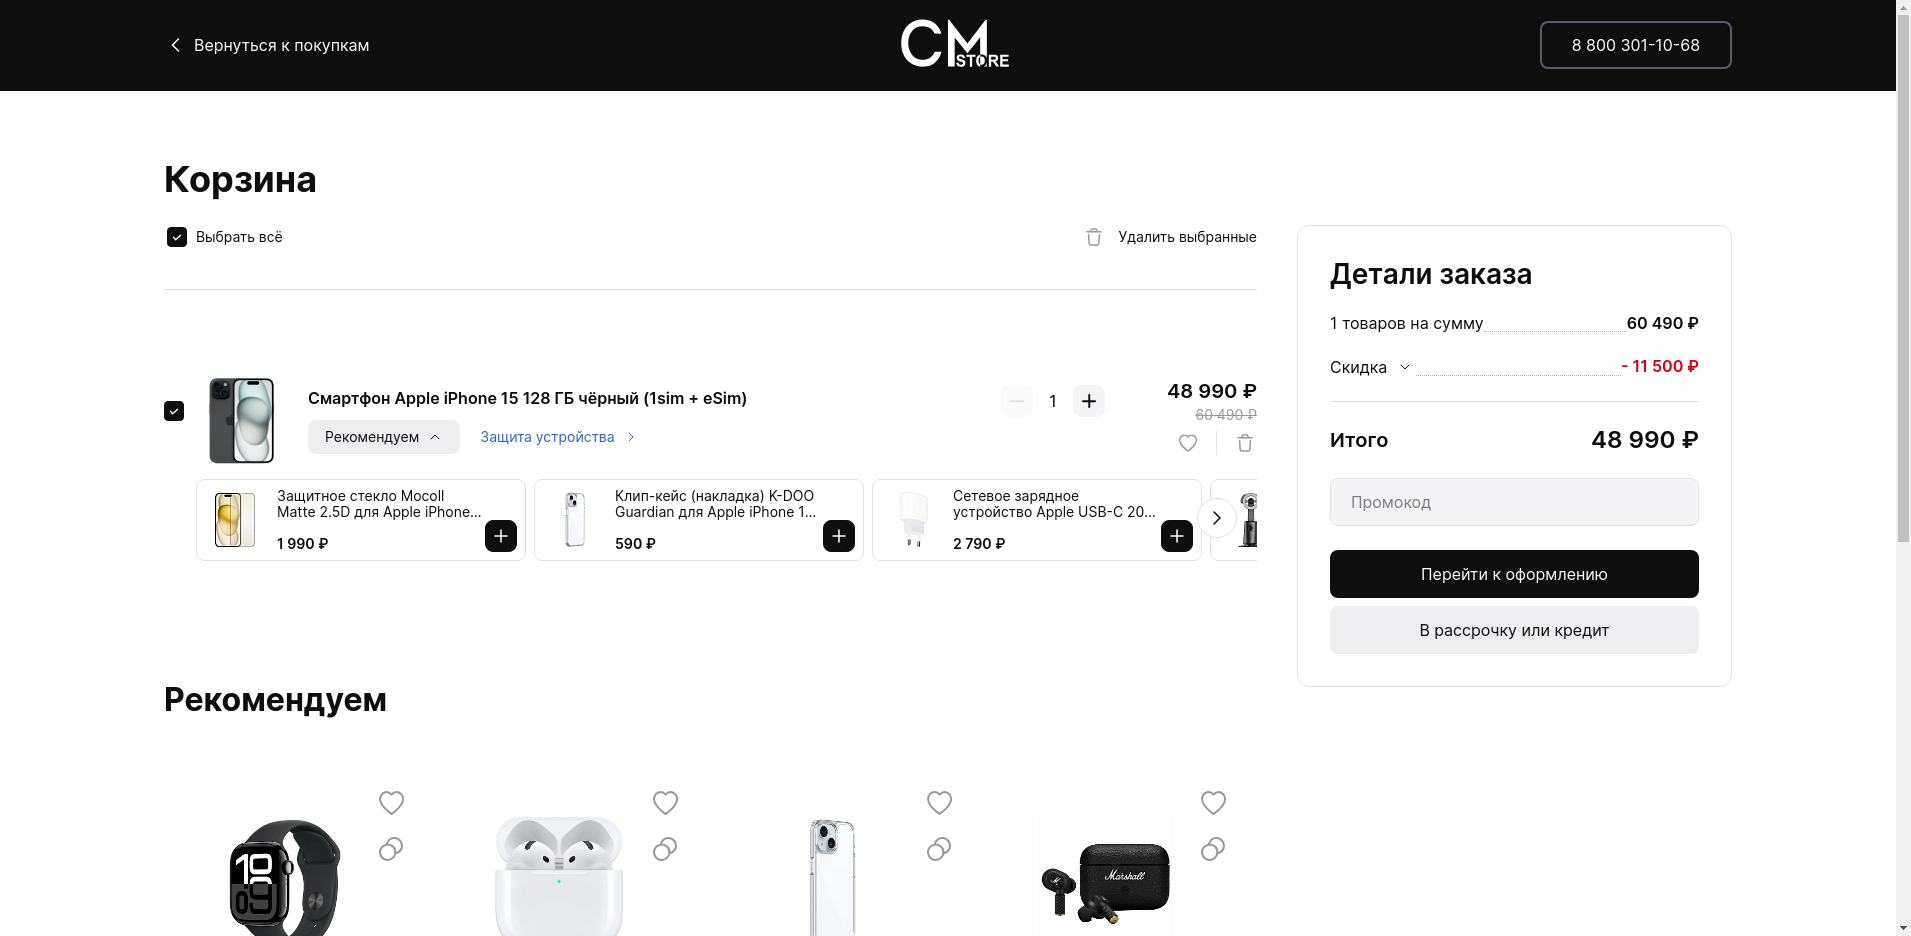 Вернуться к покупкам
CM STORE
8 800 301-10-68
Корзина
Выбрать всё
Удалить выбранные
Смартфон Apple iPhone 15 128 ГБ чёрный (1sim + eSim)
Рекомендуем
Защита устройства
1
48 990 ₽
60 490 ₽
Защитное стекло Mocoll
Matte 2.5D для Apple iPhone...
1 990 ₽
Клип-кейс (накладка) K-DOO
Guardian для Apple iPhone 1...
590 ₽
Сетевое зарядное
устройство Apple USB-C 20...
2 790 ₽
Детали заказа
1 товаров на сумму 60 490 ₽
Скидка - 11 500 ₽
Итого 48 990 ₽
Промокод
Перейти к оформлению
В рассрочку или кредит
Рекомендуем
10
09
Marshall